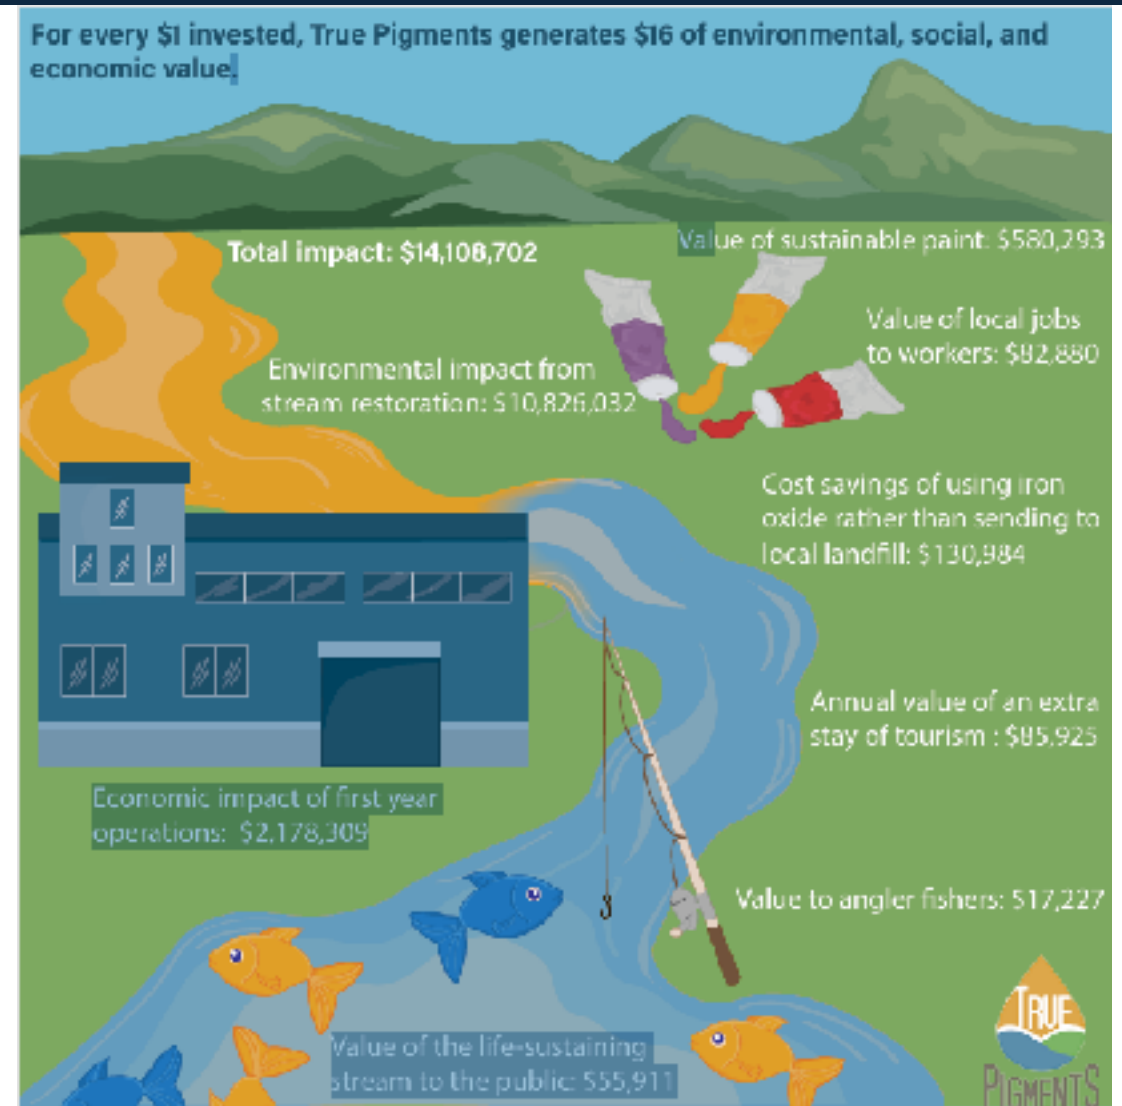 For every $1 invested, True Pigments generates $16 of environmental, social, and
economic value.
Total impact: $14,108,702
Value of sustainable paint: $580,293
Value of local jobs
to workers: $82,880
Environmental impact from
stream restoration: $10,826,032
Cost savings of using iron
oxide rather than sending to
local landfill: $130,984
Annual value of an extra
stay of tourism : $85,925
Economic impact of first year
operations: $2,178,309
Value to angler fishers: $17,227
Value of the life-sustaining
stream to the public: $55,911
TRUE
PIGMENTS